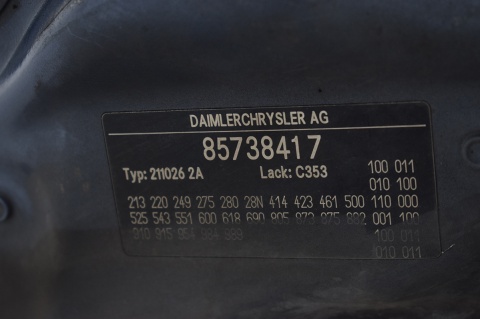 DAIMLERCHRYSLER AG
85738417
Typ: 211026 2A Lack: C353 100 011
010 100
213 220 249 275 280 28N 414 423 461 500 110 000
525 543 551 600 618 690 805 873 875 882 001 100
100 011
010 011